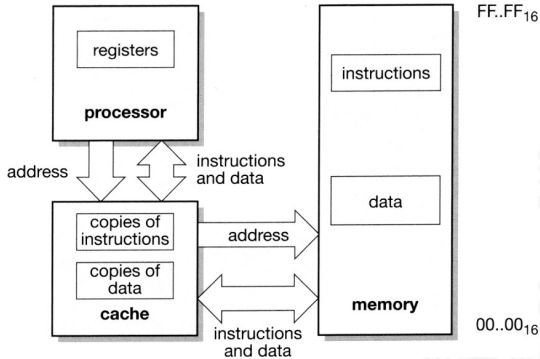 registers
processor
address
instructions
and data
copies of
instructions
copies of
data
cache
address
instructions
and data
instructions
data
memory
FF..FF₁₆
00..00₁₆